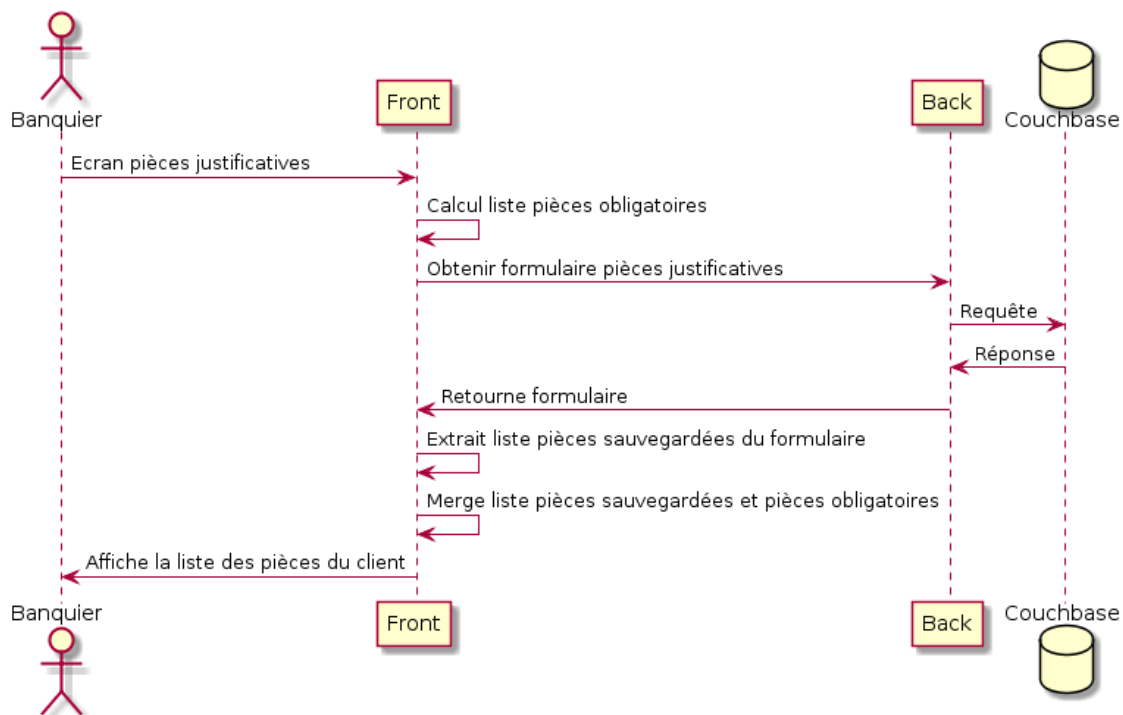 Banquier
Front
Back
Couchbase
Ecran pièces justificatives
Calcul liste pièces obligatoires
Obtenir formulaire pièces justificatives
Requête
Réponse
Retourne formulaire
Extrait liste pièces sauvegardées du formulaire
Merge liste pièces sauvegardées et pièces obligatoires
Affiche la liste des pièces du client
Banquier
Front
Back
Couchbase